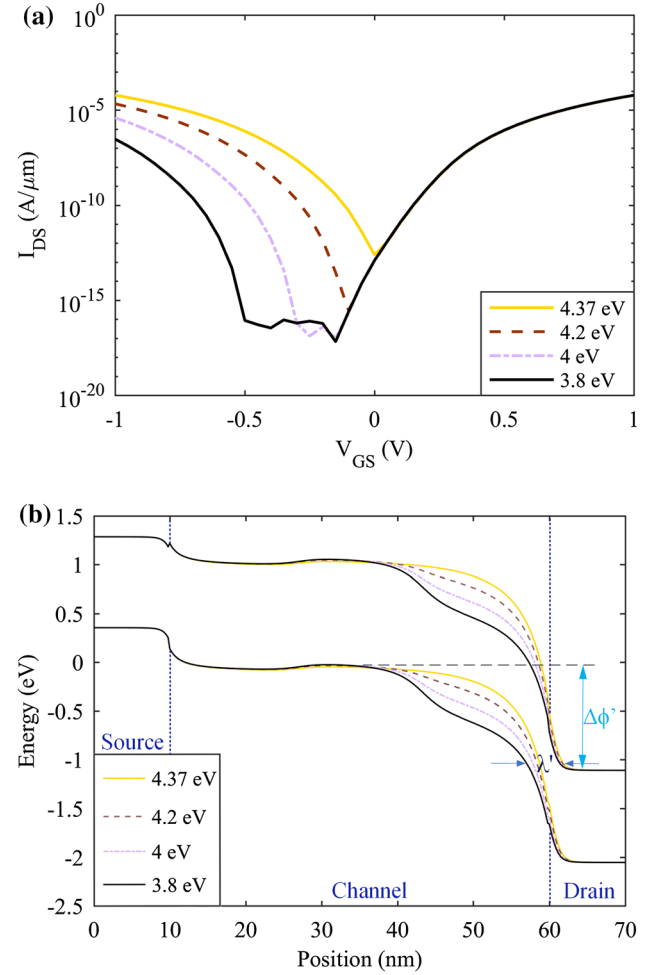 (a)
10^0
10^-5
10^-10
10^-15
10^-20
I_DS (A/μm)
4.37 eV
4.2 eV
4 eV
3.8 eV
-1
-0.5
0
0.5
1
V_GS (V)
(b)
1.5
1
0.5
0
-0.5
-1
-1.5
-2
-2.5
Energy (eV)
Δϕ'
λ'
Source
4.37 eV
4.2 eV
4 eV
3.8 eV
Channel
Drain
0
10
20
30
40
50
60
70
Position (nm)